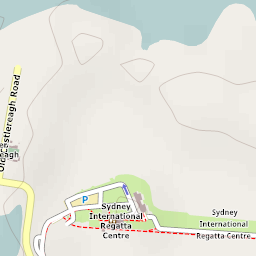 Old Castlereagh Road
P
Sydney
International
Regatta
Centre
Sydney
International
Regatta Centre